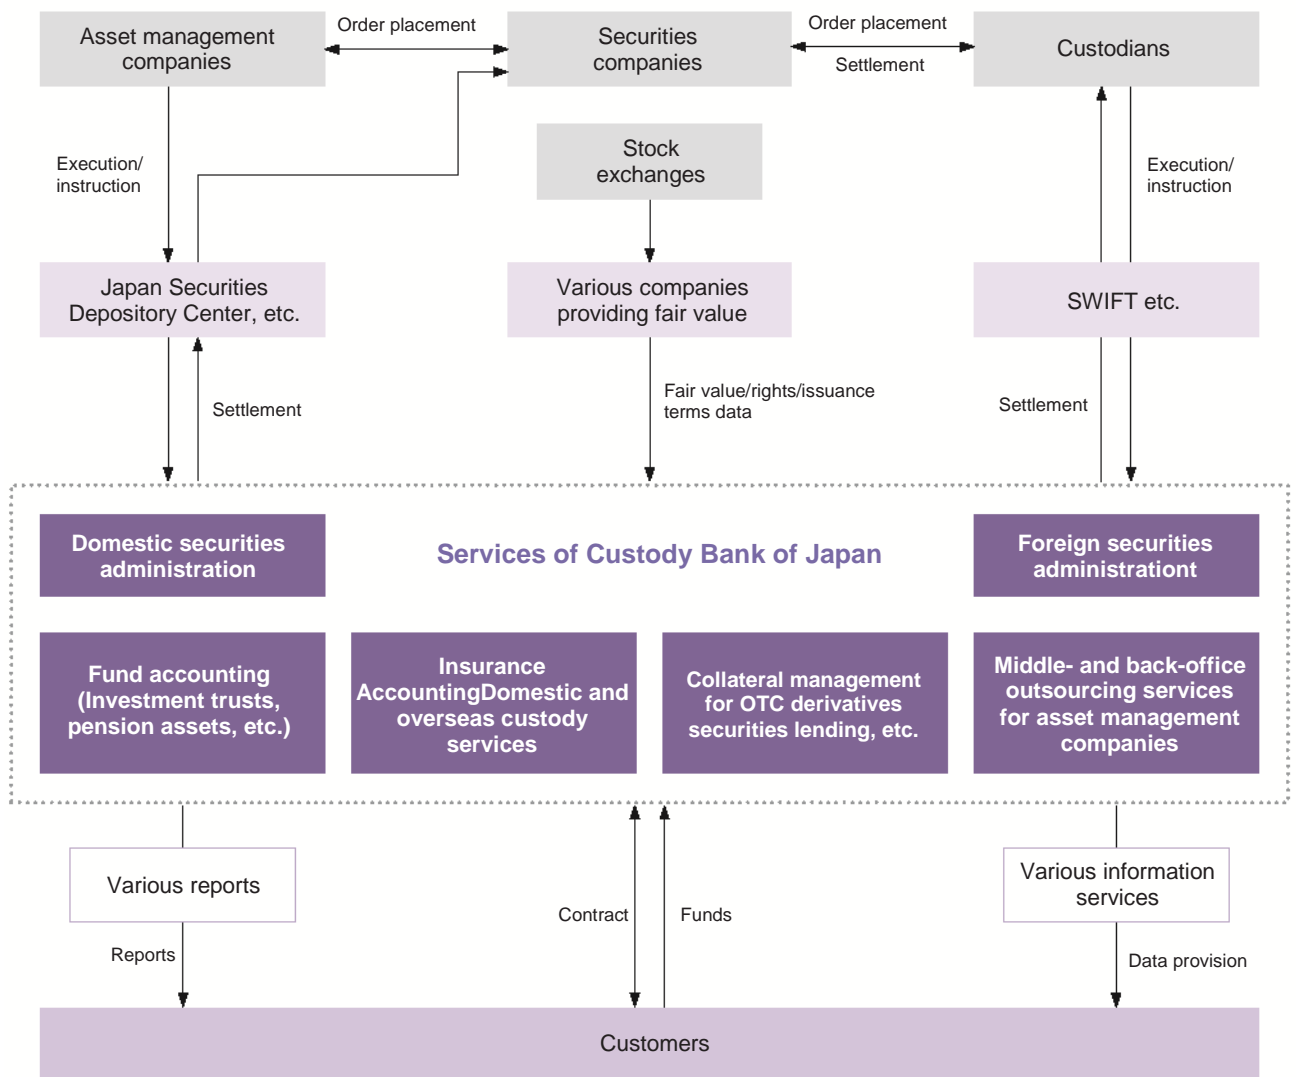 Asset management
companies
Order placement
Securities
companies
Order placement
Settlement
Custodians
Stock
exchanges
Execution/
instruction
Execution/
instruction
Japan Securities
Depository Center, etc.
Various companies
providing fair value
SWIFT etc.
Settlement
Fair value/rights/issuance
terms data
Settlement
Domestic securities
administration
Services of Custody Bank of Japan
Foreign securities
administrationt
Fund accounting
(Investment trusts,
pension assets, etc.)
Insurance
AccountingDomestic and
overseas custody
services
Collateral management
for OTC derivatives
securities lending, etc.
Middle- and back-office
outsourcing services
for asset management
companies
Various reports
Reports
Contract
Funds
Various information
services
Data provision
Customers